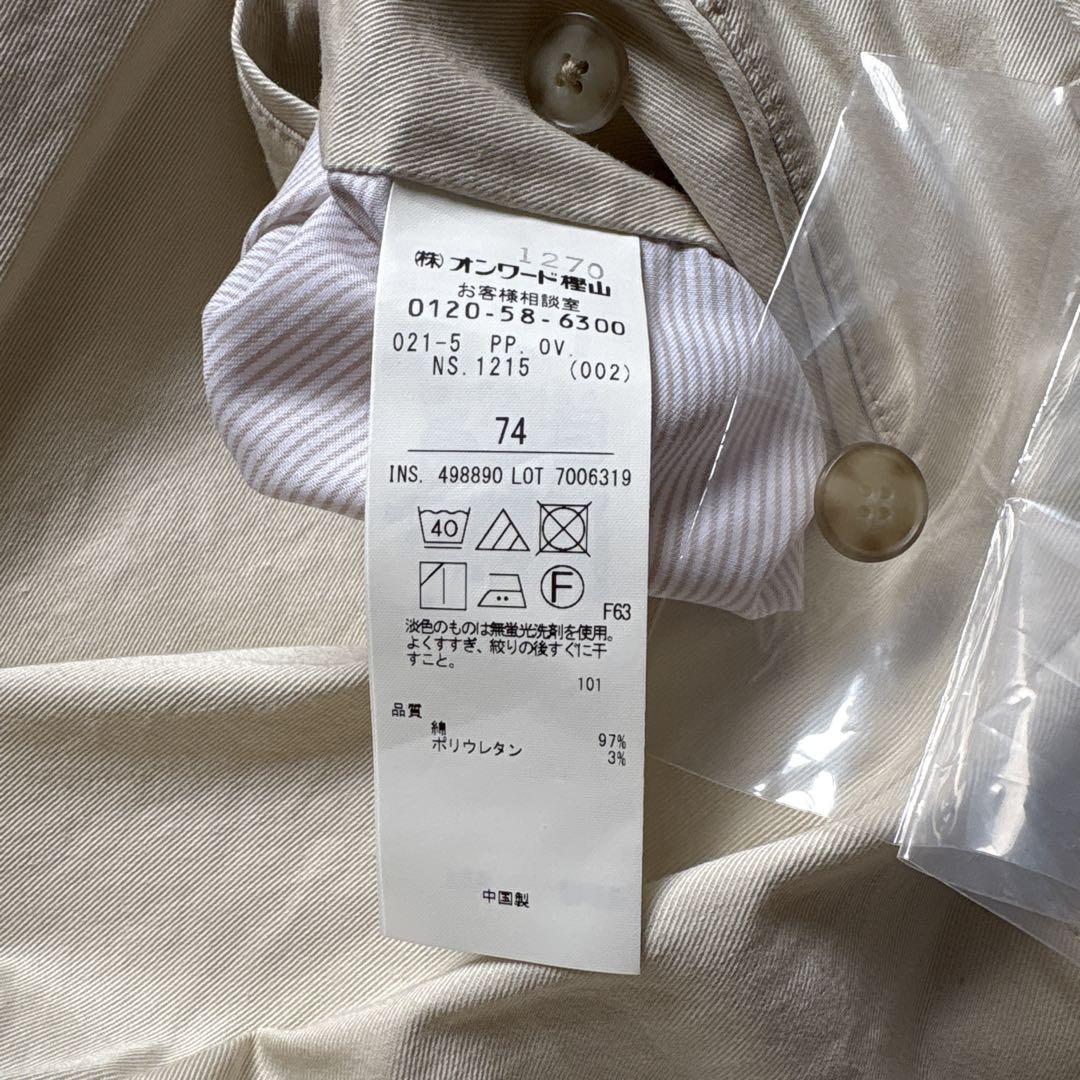 1270
(株)オンワード樫山
お客様相談室
0120-58-6300
021-5 PP. OV.
NS. 1215 (002)
74
INS. 498890 LOT 7006319
40
F
F63
淡色のものは無蛍光洗剤を使用。
よくすすぎ、絞りの後すぐに干
すこと。
101
品質
綿 97%
ポリウレタン 3%
中国製